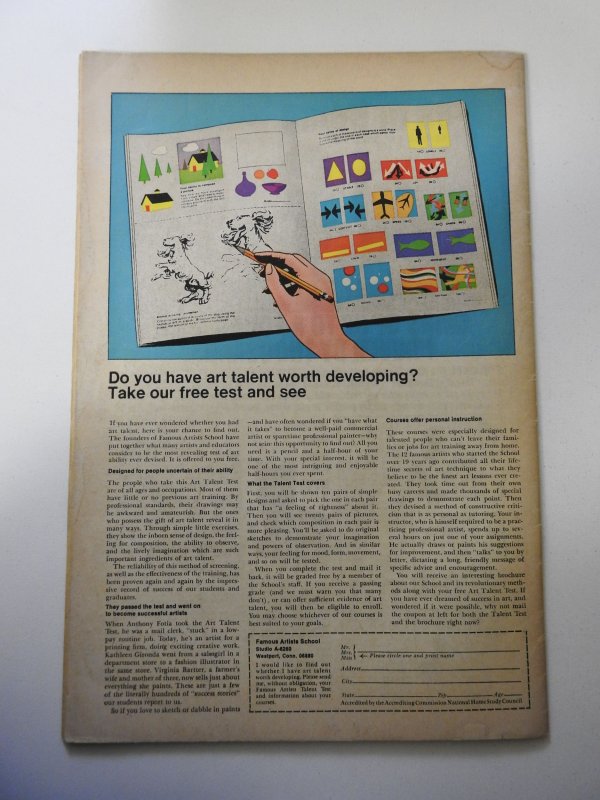 Do you have art talent worth developing?
Take our free test and see
If you have ever wondered whether you had
art talent, here is your chance to find out.
The founders of Famous Artists School have
put together what many artists and educators
consider to be the most revealing test of art
ability ever devised. It is offered to you free.
Designed for people uncertain of their ability
The people who take this Art Talent Test
are of all ages and occupations. Most of them
have little or no previous art training. By
professional standards, their drawings may
be awkward and amateurish. But the ones
who possess the gift of art talent reveal it in
many ways. Through simple little exercises,
they show the inborn sense of design, the feel-
ing for composition, the ability to observe,
and the lively imagination which are such
important ingredients of art talent.
The reliability of this method of screening,
as well as the effectiveness of the training, has
been proven again and again by the impres-
sive record of success of our students and
graduates.
They passed the test and went on
to become successful artists
When Anthony Fotia took the Art Talent
Test, he was a mail clerk, "stuck" in a low-
pay routine job. Today, he's an artist for a
printing firm, doing exciting creative work.
Kathleen Gironda went from a salesgirl in a
department store to a fashion illustrator in
the same store. Virginia Bartter, a farmer's
wife and mother of three, now sells just about
everything she paints. These are just a few
of the literally hundreds of "success stories"
our students report to us.
So if you love to sketch or dabble in paints
—and have often wondered if you "have what
it takes" to become a well-paid commercial
artist or sparetime professional painter—why
not seize this opportunity to find out? All you
need is a pencil and a half-hour of your
time. With your special interest, it will be
one of the most intriguing and enjoyable
half-hours you ever spent.
What the Talent Test covers
First, you will be shown ten pairs of simple
designs and asked to pick the one in each pair
that has "a feeling of rightness" about it.
Then you will see twenty pairs of pictures,
and check which composition in each pair is
more pleasing. You'll be asked to do original
sketches to demonstrate your imagination
and powers of observation. And in similar
ways, your feeling for mood, form, movement,
and so on will be tested.
When you complete the test and mail it
back, it will be graded free by a member of
the School's staff. If you receive a passing
grade (and we must warn you that many
don't), or can offer sufficient evidence of art
talent, you will then be eligible to enroll.
You may choose whichever of our courses is
best suited to your goals.
Courses offer personal instruction
These courses were especially designed for
talented people who can't leave their fami-
lies or jobs for art training away from home.
The 12 famous artists who started the School
over 19 years ago contributed all their life-
time secrets of art technique to what they
believe to be the finest art lessons ever cre-
ated. They took time out from their own
busy careers and made thousands of special
drawings to demonstrate each point. Then
they devised a method of constructive criti-
cism that is as personal as tutoring. Your in-
structor, who is himself required to be a prac-
ticing professional artist, spends up to sev-
eral hours on just one of your assignments.
He actually draws or paints his suggestions
for improvement, and then "talks" to you by
letter, dictating a long, friendly message of
specific advice and encouragement.
You will receive an interesting brochure
about our School and its revolutionary meth-
ods along with your free Art Talent Test. If
you have ever dreamed of success in art, and
wondered if it were possible, why not mail
the coupon at left for both the Talent Test
and the brochure right now?
Famous Artists School
Studio A-6280
Westport, Conn. 06880
I would like to find out
whether I have art talent
worth developing. Please send
me, without obligation, your
Famous Artists Talent Test
and information about your
courses.
Mr.
Mrs.
Miss
Please circle one and print name
Address
City
State Zip Age
Accredited by the Accrediting Commission National Home Study Council